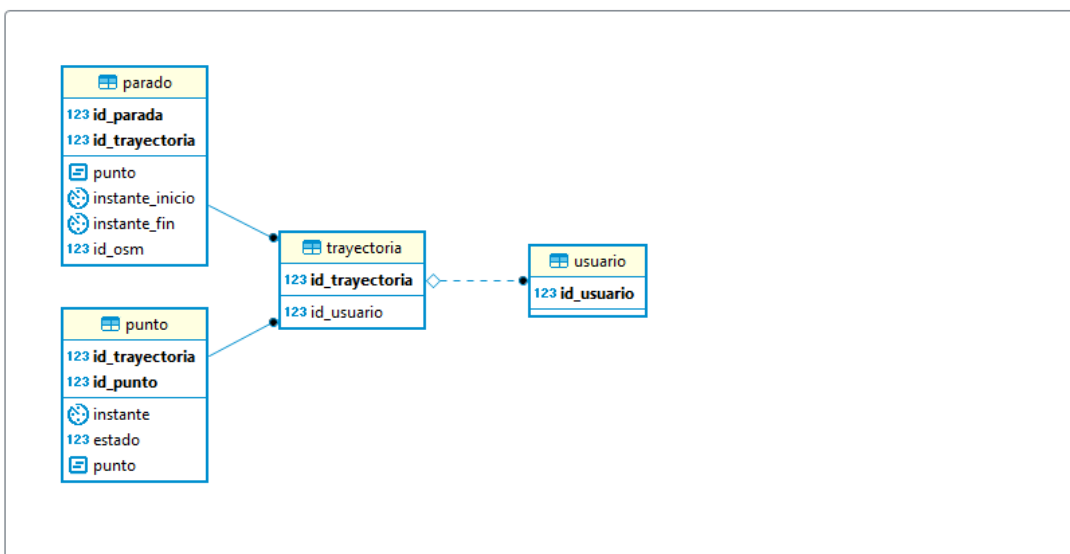 parado
123 id_parada
123 id_trayectoria
punto
instante_inicio
instante_fin
123 id_osm
trayectoria
123 id_trayectoria
123 id_usuario
usuario
123 id_usuario
punto
123 id_trayectoria
123 id_punto
instante
123 estado
punto